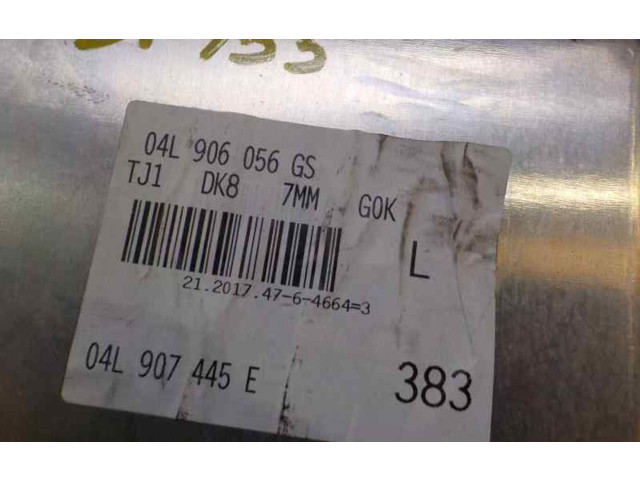 04L 906 056 GS
TJ1 DK8 7MM G0K
L
21.2017.47-6-4664=3
04L 907 445 E 383